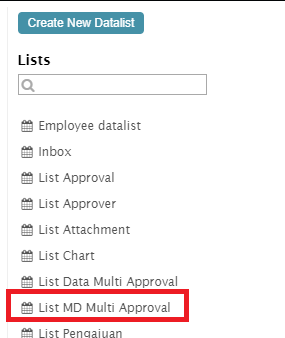 Create New Datalist
Lists
Employee datalist
Inbox
List Approval
List Approver
List Attachment
List Chart
List Data Multi Approval
List MD Multi Approval
List Pengajuan